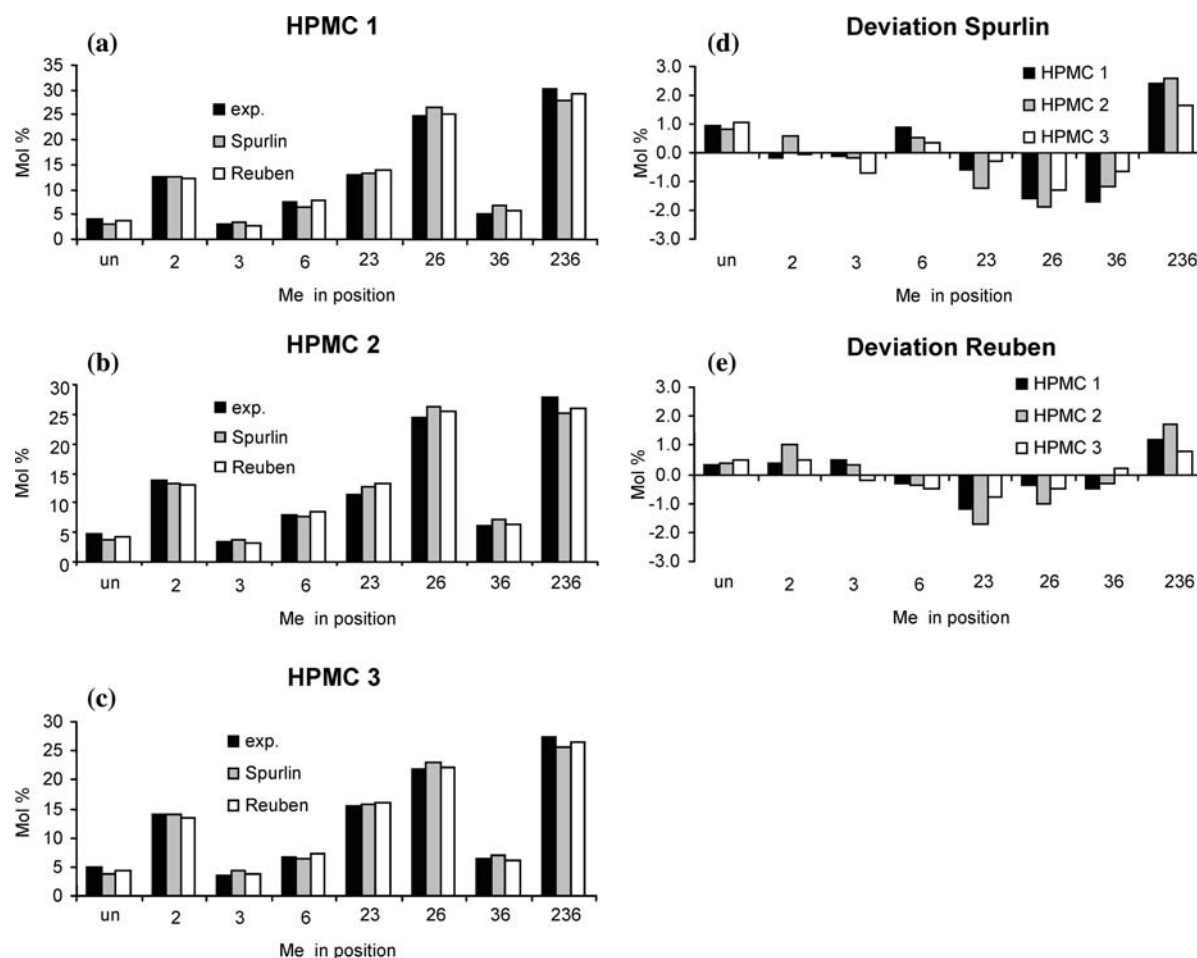 (a)
HPMC 1
Mol %
35
30
25
20
15
10
5
0
exp.
Spurlin
Reuben
un 2 3 6 23 26 36 236
Me in position
(b)
HPMC 2
Mol %
30
25
20
15
10
5
0
exp.
Spurlin
Reuben
un 2 3 6 23 26 36 236
Me in position
(c)
HPMC 3
Mol %
30
25
20
15
10
5
0
exp.
Spurlin
Reuben
un 2 3 6 23 26 36 236
Me in position
(d)
Deviation Spurlin
Mol %
3.0
2.0
1.0
0.0
-1.0
-2.0
-3.0
HPMC 1
HPMC 2
HPMC 3
un 2 3 6 23 26 36 236
Me in position
(e)
Deviation Reuben
Mol %
3.0
2.0
1.0
0.0
-1.0
-2.0
-3.0
HPMC 1
HPMC 2
HPMC 3
un 2 3 6 23 26 36 236
Me in position